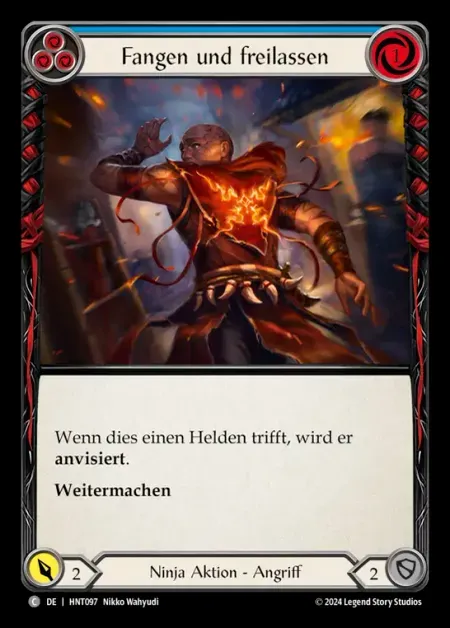 Fangen und freilassen
1
Wenn dies einen Helden trifft, wird er
anvisiert.
Weitermachen
2
Ninja Aktion - Angriff
2
C DE | HNT097 Nikko Wahyudi
© 2024 Legend Story Studios